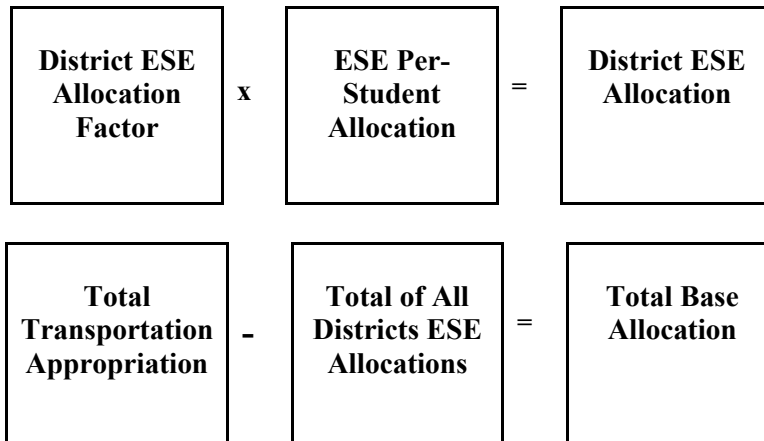 District ESE
Allocation
Factor
x
ESE Per-
Student
Allocation
=
District ESE
Allocation
Total
Transportation
Appropriation
-
Total of All
Districts ESE
Allocations
=
Total Base
Allocation